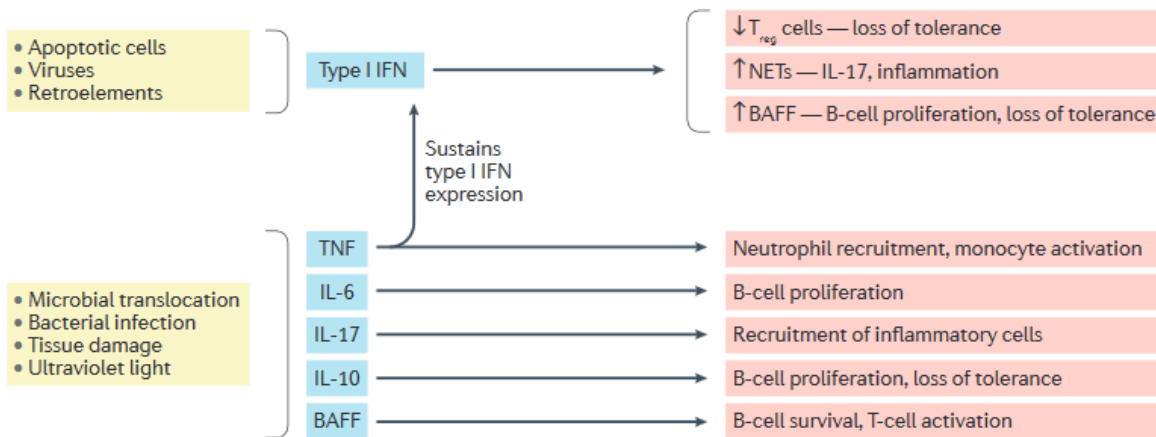 • Apoptotic cells
• Viruses
• Retroelements
Type I IFN
↓T_reg cells — loss of tolerance
↑NETs — IL-17, inflammation
↑BAFF — B-cell proliferation, loss of tolerance
Sustains
type I IFN
expression
• Microbial translocation
• Bacterial infection
• Tissue damage
• Ultraviolet light
TNF
Neutrophil recruitment, monocyte activation
IL-6
B-cell proliferation
IL-17
Recruitment of inflammatory cells
IL-10
B-cell proliferation, loss of tolerance
BAFF
B-cell survival, T-cell activation